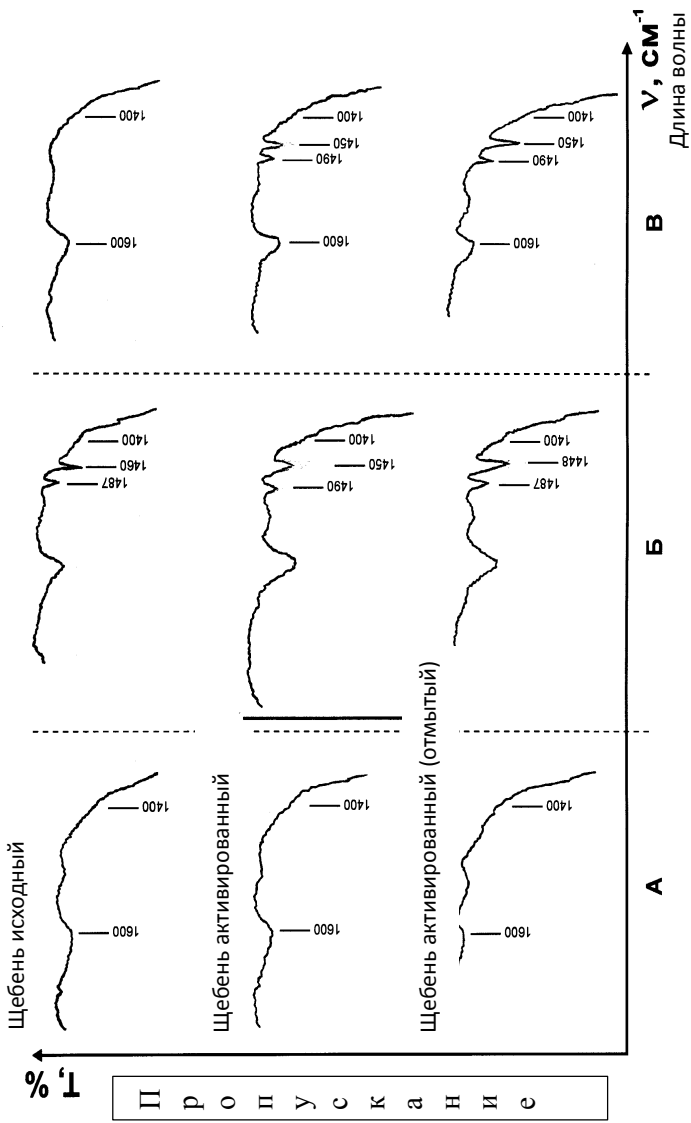 Щебень исходный
1600
1400
1487
1460
1400
1600
1400
Щебень активированный
1600
1400
1490
1450
1400
1600
1490
1450
1400
Щебень активированный (отмытый)
1600
1400
1487
1448
1400
1600
1490
1450
1400
А
Б
В
ν, см⁻¹
Длина волны
Т, %
Пропускание